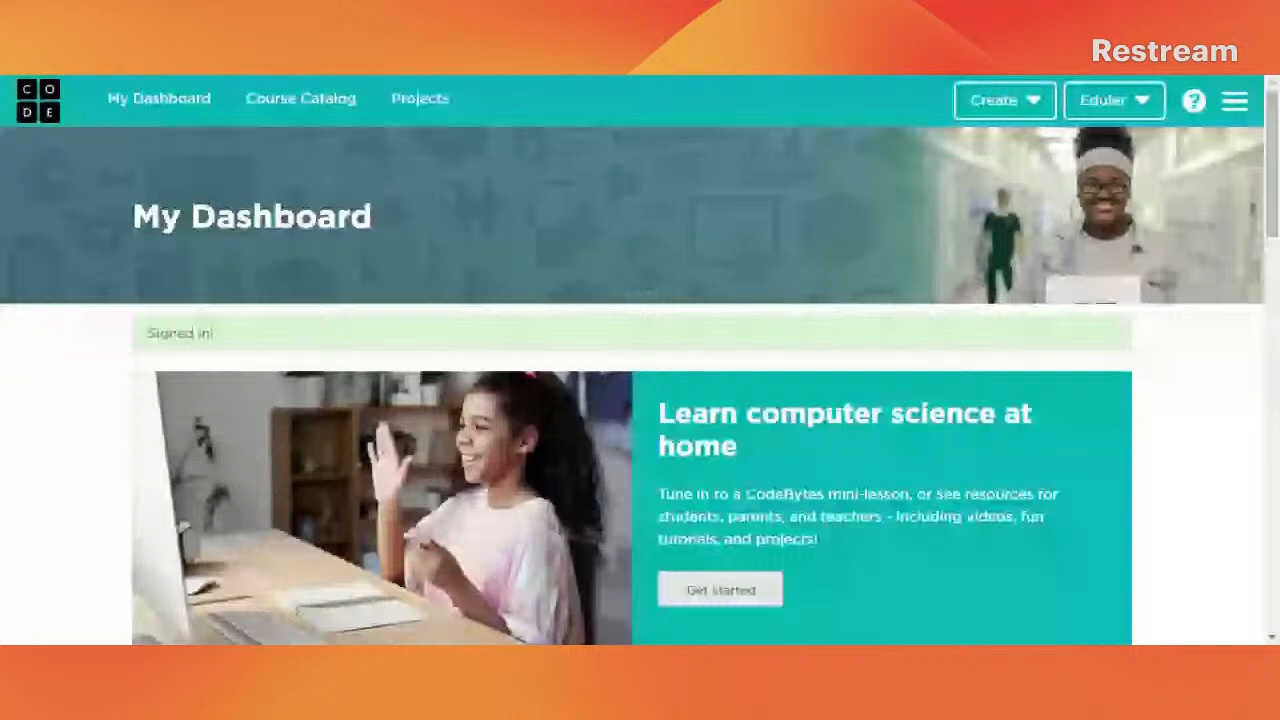 Restream
C O
D E
My Dashboard
Course Catalog
Projects
Create
Eduler
?
My Dashboard
Signed in!
Learn computer science at
home
Tune in to a CodeBytes mini-lesson, or see resources for
students, parents, and teachers - including videos, fun
tutorials, and projects!
Get started